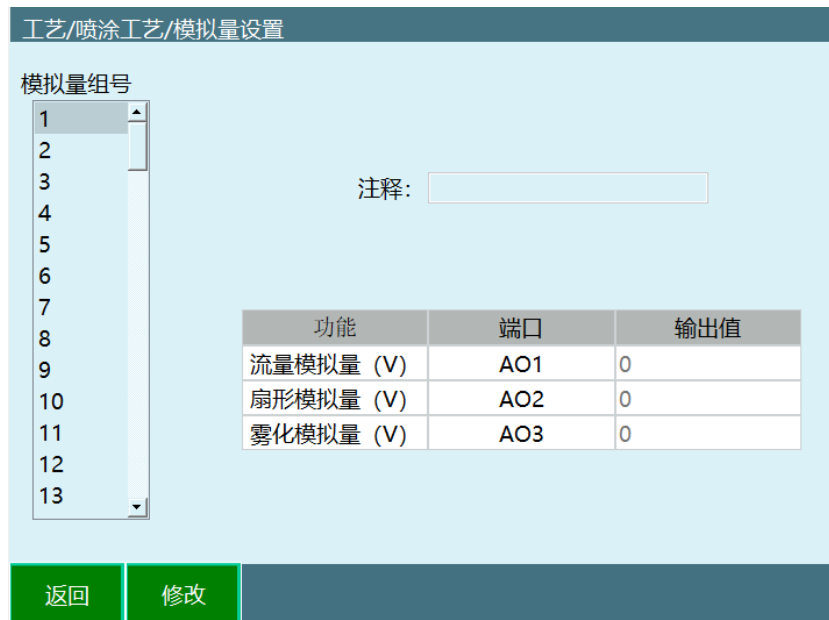 工艺/喷涂工艺/模拟量设置
模拟量组号
1
2
3
4
5
6
7
8
9
10
11
12
13
注释:
功能 端口 输出值
流量模拟量 (V) AO1 0
扇形模拟量 (V) AO2 0
雾化模拟量 (V) AO3 0
返回 修改